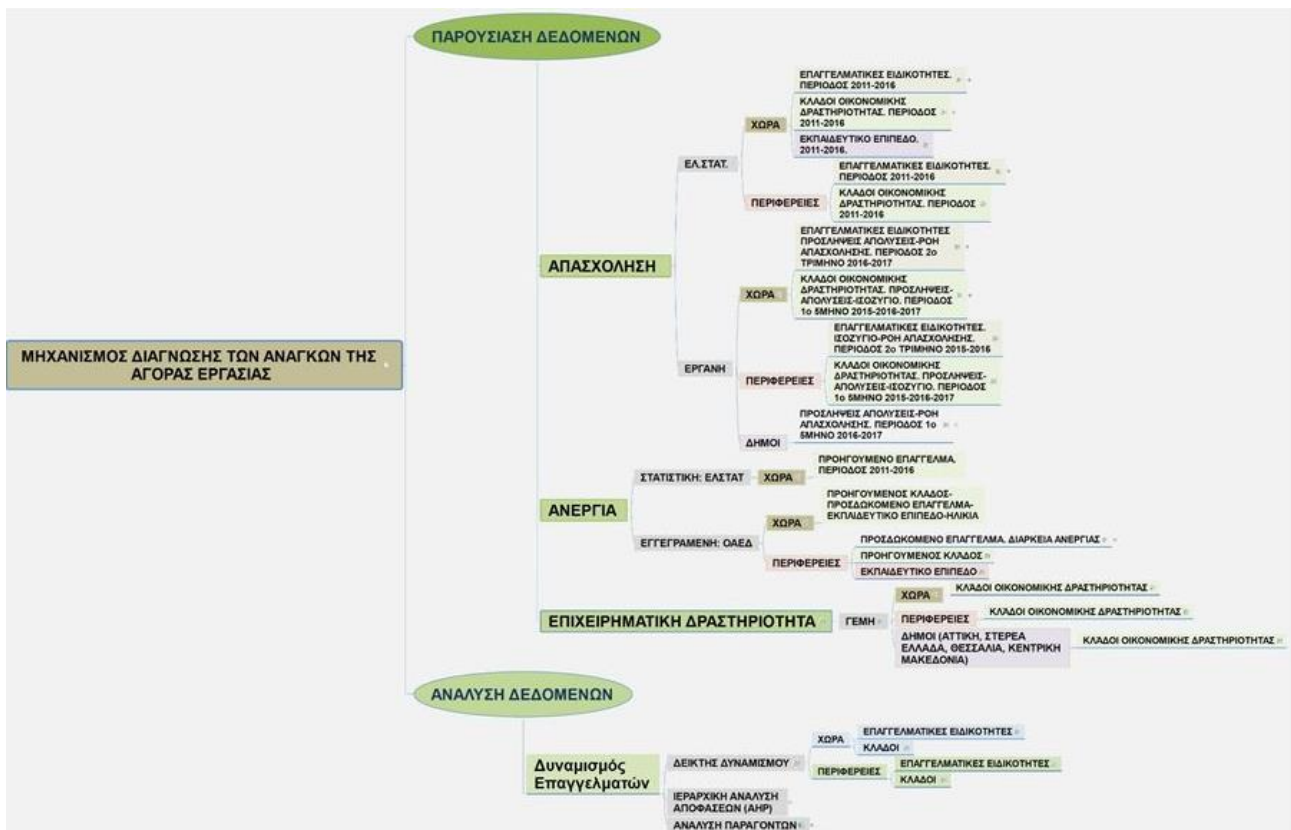 ΠΑΡΟΥΣΙΑΣΗ ΔΕΔΟΜΕΝΩΝ
ΕΠΑΓΓΕΛΜΑΤΙΚΕΣ ΕΙΔΙΚΟΤΗΤΕΣ.
ΠΕΡΙΟΔΟΣ 2011-2016
ΚΛΑΔΟΙ ΟΙΚΟΝΟΜΙΚΗΣ
ΔΡΑΣΤΗΡΙΟΤΗΤΑΣ. ΠΕΡΙΟΔΟΣ
2011-2016
ΧΩΡΑ
ΕΚΠΑΙΔΕΥΤΙΚΟ ΕΠΙΠΕΔΟ.
2011-2016.
ΕΛ.ΣΤΑΤ.
ΕΠΑΓΓΕΛΜΑΤΙΚΕΣ ΕΙΔΙΚΟΤΗΤΕΣ.
ΠΕΡΙΟΔΟΣ 2011-2016
ΠΕΡΙΦΕΡΕΙΕΣ
ΚΛΑΔΟΙ ΟΙΚΟΝΟΜΙΚΗΣ
ΔΡΑΣΤΗΡΙΟΤΗΤΑΣ. ΠΕΡΙΟΔΟΣ
2011-2016
ΑΠΑΣΧΟΛΗΣΗ
ΕΠΑΓΓΕΛΜΑΤΙΚΕΣ ΕΙΔΙΚΟΤΗΤΕΣ
ΠΡΟΣΛΗΨΕΙΣ ΑΠΟΛΥΣΕΙΣ-ΡΟΗ
ΑΠΑΣΧΟΛΗΣΗΣ. ΠΕΡΙΟΔΟΣ 2ο
ΤΡΙΜΗΝΟ 2016-2017
ΧΩΡΑ
ΚΛΑΔΟΙ ΟΙΚΟΝΟΜΙΚΗΣ
ΔΡΑΣΤΗΡΙΟΤΗΤΑΣ. ΠΡΟΣΛΗΨΕΙΣ-
ΑΠΟΛΥΣΕΙΣ-ΙΣΟΖΥΓΙΟ. ΠΕΡΙΟΔΟΣ
1ο 5ΜΗΝΟ 2015-2016-2017
ΕΠΑΓΓΕΛΜΑΤΙΚΕΣ ΕΙΔΙΚΟΤΗΤΕΣ.
ΙΣΟΖΥΓΙΟ-ΡΟΗ ΑΠΑΣΧΟΛΗΣΗΣ.
ΠΕΡΙΟΔΟΣ 2ο ΤΡΙΜΗΝΟ 2015-2016
ΜΗΧΑΝΙΣΜΟΣ ΔΙΑΓΝΩΣΗΣ ΤΩΝ ΑΝΑΓΚΩΝ ΤΗΣ
ΑΓΟΡΑΣ ΕΡΓΑΣΙΑΣ
ΕΡΓΑΝΗ
ΠΕΡΙΦΕΡΕΙΕΣ
ΚΛΑΔΟΙ ΟΙΚΟΝΟΜΙΚΗΣ
ΔΡΑΣΤΗΡΙΟΤΗΤΑΣ. ΠΡΟΣΛΗΨΕΙΣ-
ΑΠΟΛΥΣΕΙΣ-ΙΣΟΖΥΓΙΟ. ΠΕΡΙΟΔΟΣ
1ο 5ΜΗΝΟ 2015-2016-2017
ΔΗΜΟΙ
ΠΡΟΣΛΗΨΕΙΣ ΑΠΟΛΥΣΕΙΣ-ΡΟΗ
ΑΠΑΣΧΟΛΗΣΗΣ. ΠΕΡΙΟΔΟΣ 1ο
5ΜΗΝΟ 2016-2017
ΣΤΑΤΙΣΤΙΚΗ: ΕΛΣΤΑΤ
ΧΩΡΑ
ΠΡΟΗΓΟΥΜΕΝΟ ΕΠΑΓΓΕΛΜΑ.
ΠΕΡΙΟΔΟΣ 2011-2016
ΑΝΕΡΓΙΑ
ΧΩΡΑ
ΠΡΟΗΓΟΥΜΕΝΟΣ ΚΛΑΔΟΣ-
ΠΡΟΣΔΩΚΟΜΕΝΟ ΕΠΑΓΓΕΛΜΑ-
ΕΚΠΑΙΔΕΥΤΙΚΟ ΕΠΙΠΕΔΟ-ΗΛΙΚΙΑ
ΕΓΓΕΓΡΑΜΕΝΗ: ΟΑΕΔ
ΠΕΡΙΦΕΡΕΙΕΣ
ΠΡΟΣΔΩΚΟΜΕΝΟ ΕΠΑΓΓΕΛΜΑ. ΔΙΑΡΚΕΙΑ ΑΝΕΡΓΙΑΣ
ΠΡΟΗΓΟΥΜΕΝΟΣ ΚΛΑΔΟΣ
ΕΚΠΑΙΔΕΥΤΙΚΟ ΕΠΙΠΕΔΟ
ΕΠΙΧΕΙΡΗΜΑΤΙΚΗ ΔΡΑΣΤΗΡΙΟΤΗΤΑ
ΓΕΜΗ
ΧΩΡΑ
ΚΛΑΔΟΙ ΟΙΚΟΝΟΜΙΚΗΣ ΔΡΑΣΤΗΡΙΟΤΗΤΑΣ
ΠΕΡΙΦΕΡΕΙΕΣ
ΚΛΑΔΟΙ ΟΙΚΟΝΟΜΙΚΗΣ ΔΡΑΣΤΗΡΙΟΤΗΤΑΣ
ΔΗΜΟΙ (ΑΤΤΙΚΗ, ΣΤΕΡΕΑ
ΕΛΛΑΔΑ, ΘΕΣΣΑΛΙΑ, ΚΕΝΤΡΙΚΗ
ΜΑΚΕΔΟΝΙΑ)
ΚΛΑΔΟΙ ΟΙΚΟΝΟΜΙΚΗΣ ΔΡΑΣΤΗΡΙΟΤΗΤΑΣ
ΑΝΑΛΥΣΗ ΔΕΔΟΜΕΝΩΝ
Δυναμισμός
Επαγγελματών
ΔΕΙΚΤΗΣ ΔΥΝΑΜΙΣΜΟΥ
ΧΩΡΑ
ΕΠΑΓΓΕΛΜΑΤΙΚΕΣ ΕΙΔΙΚΟΤΗΤΕΣ
ΚΛΑΔΟΙ
ΠΕΡΙΦΕΡΕΙΕΣ
ΕΠΑΓΓΕΛΜΑΤΙΚΕΣ ΕΙΔΙΚΟΤΗΤΕΣ
ΚΛΑΔΟΙ
ΙΕΡΑΡΧΙΚΗ ΑΝΑΛΥΣΗ
ΑΠΟΦΑΣΕΩΝ (AHP)
ΑΝΑΛΥΣΗ ΠΑΡΑΓΟΝΤΩΝ